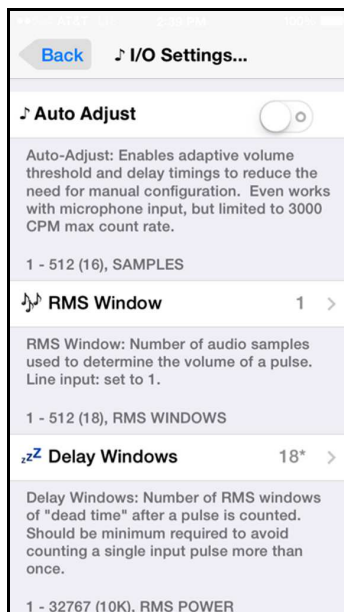 AT&T
2:39 PM
100%
Back
♪ I/O Settings...
♪ Auto Adjust
Auto-Adjust: Enables adaptive volume
threshold and delay timings to reduce the
need for manual configuration. Even works
with microphone input, but limited to 3000
CPM max count rate.
1 - 512 (16), SAMPLES
RMS Window 1 >
RMS Window: Number of audio samples
used to determine the volume of a pulse.
Line input: set to 1.
1 - 512 (18), RMS WINDOWS
zzZ Delay Windows 18* >
Delay Windows: Number of RMS windows
of "dead time" after a pulse is counted.
Should be minimum required to avoid
counting a single input pulse more than
once.
1 - 32767 (10K), RMS POWER